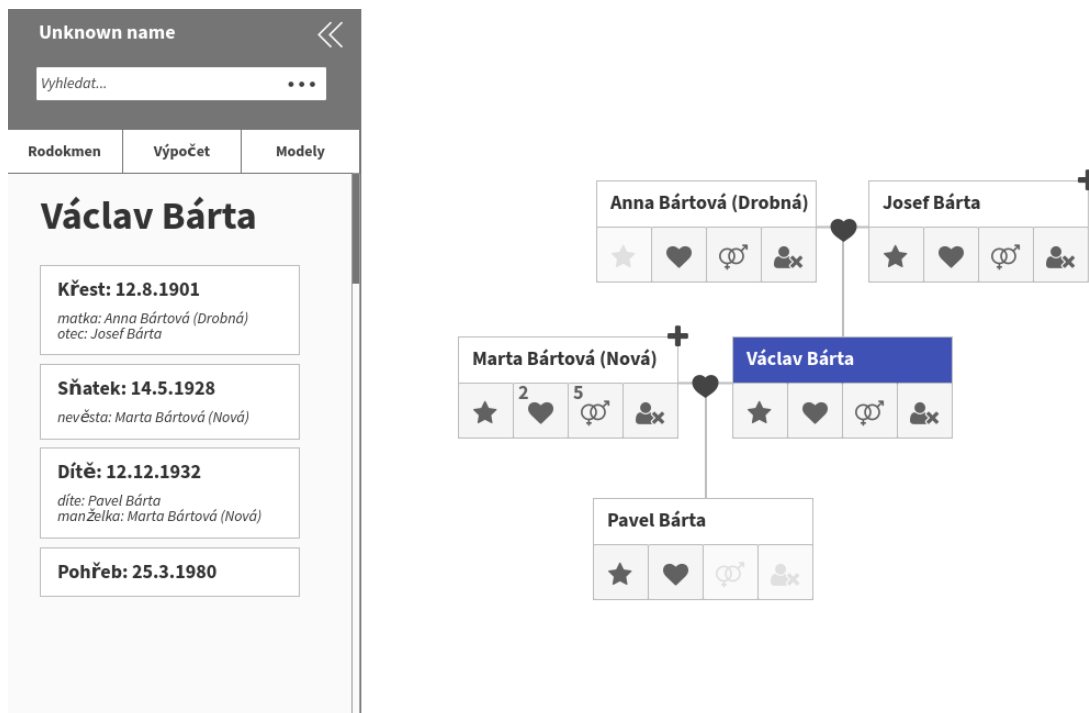 Unknown name
Vyhledat...
Rodokmen
Výpočet
Modely
Václav Bárta
Křest: 12.8.1901
matka: Anna Bártová (Drobná)
otec: Josef Bárta
Sňatek: 14.5.1928
nevěsta: Marta Bártová (Nová)
Dítě: 12.12.1932
díte: Pavel Bárta
manželka: Marta Bártová (Nová)
Pohřeb: 25.3.1980
Anna Bártová (Drobná)
Josef Bárta
Marta Bártová (Nová)
2
5
Václav Bárta
Pavel Bárta